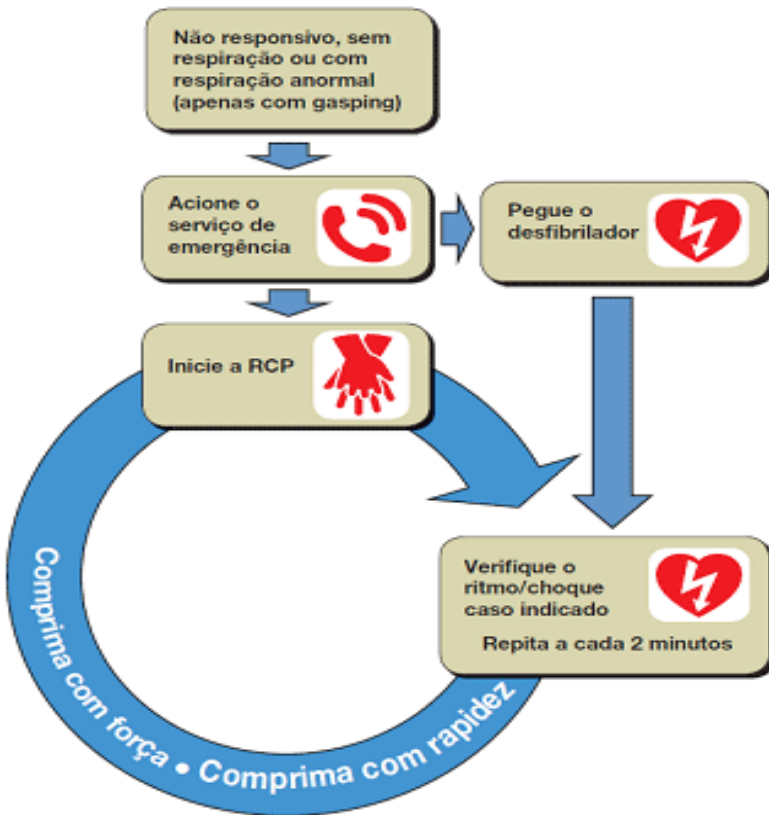 Não responsivo, sem
respiração ou com
respiração anormal
(apenas com gasping)
Acione o
serviço de
emergência
Pegue o
desfibrilador
Inicie a RCP
Verifique o
ritmo/choque
caso indicado
Repita a cada 2 minutos
Comprima com força • Comprima com rapidez